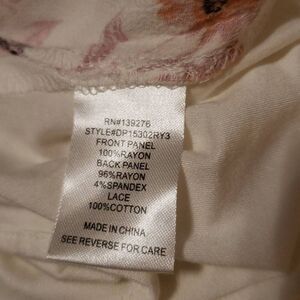 RN#139276
STYLE#DP15302RY3
FRONT PANEL
100%RAYON
BACK PANEL
96%RAYON
4%SPANDEX
LACE
100%COTTON
MADE IN CHINA
SEE REVERSE FOR CARE